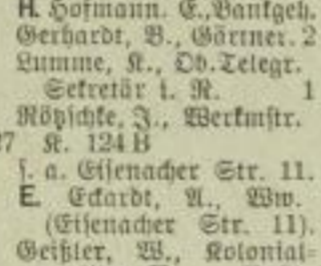 H. Hofmann. E., Bankgeh.
Gerhardt, B., Gärtner. 2
Lumme, K., Ob. Telegr.
Sekretär i. R. 1
Rötzschke, J., Werkmstr.
27 K. 124 B
s. a. Eisenacher Str. 11.
E. Eckardt, A., Ww.
(Eisenacher Str. 11).
Geißler, W., Kolonial-